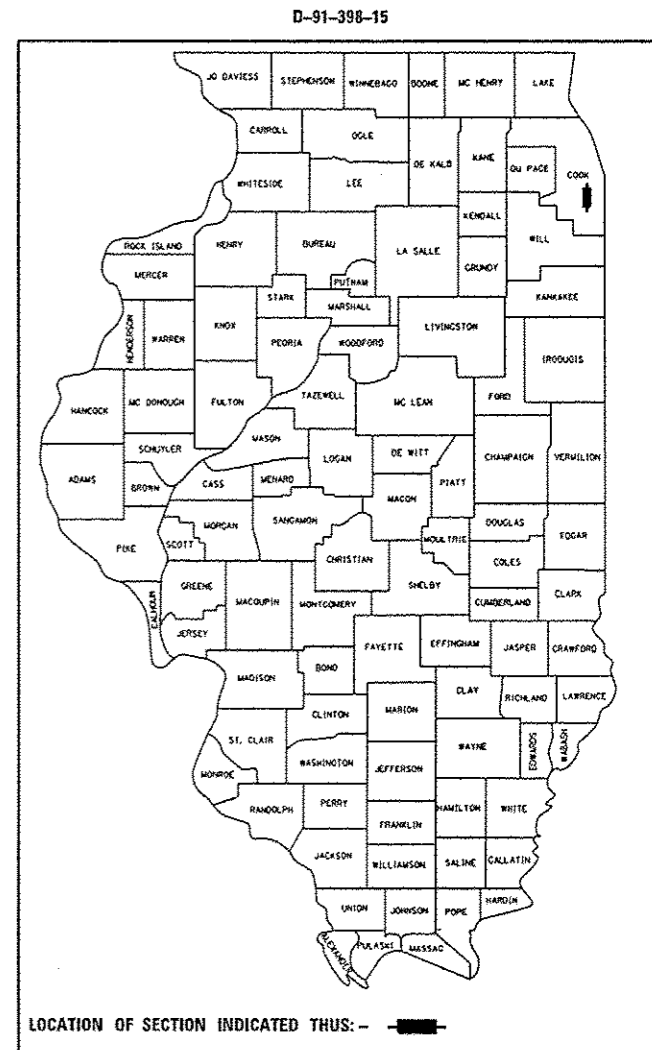 D-91-398-15
JO DAVIESS STEPHENSON WINNEBAGO BOONE MC HENRY LAKE
CARROLL OGLE
DE KALB KANE DU PAGE COOK
WHITESIDE LEE
KENDALL
ROCK ISLAND HENRY BUREAU LA SALLE WILL
GRUNDY
MERCER PUTNAM
STARK MARSHALL KANKAKEE
HENDERSON WARREN KNOX LIVINGSTON
PEORIA WOODFORD IROQUOIS
HANCOCK MC DONOUGH FULTON TAZEWELL MC LEAN FORD
MASON
SCHUYLER LOGAN DE WITT CHAMPAIGN VERMILION
ADAMS BROWN CASS MENARD PIATT
MACON
MORGAN SANGAMON DOUGLAS
PIKE SCOTT CHRISTIAN MOULTRIE EDGAR
COLES
GREENE SHELBY
CALHOUN MACOUPIN MONTGOMERY CUMBERLAND CLARK
JERSEY
FAYETTE EFFINGHAM JASPER CRAWFORD
BOND
MADISON CLAY
MARION RICHLAND LAWRENCE
CLINTON
ST. CLAIR WAYNE EDWARDS WABASH
WASHINGTON JEFFERSON
MONROE
RANDOLPH PERRY HAMILTON WHITE
FRANKLIN
JACKSON
WILLIAMSON SALINE GALLATIN
UNION JOHNSON POPE HARDIN
ALEXANDER PULASKI MASSAC
LOCATION OF SECTION INDICATED THUS: -